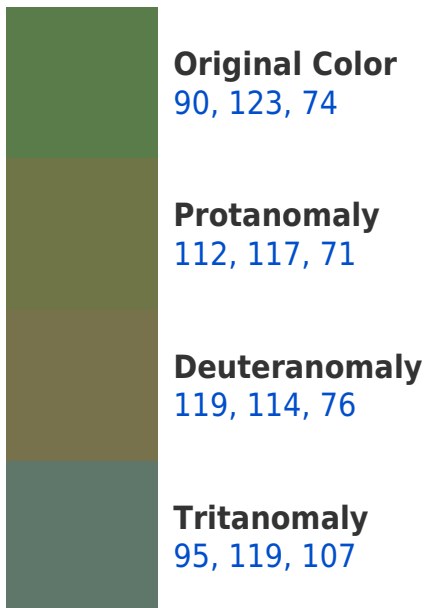 Original Color
90, 123, 74
Protanomaly
112, 117, 71
Deuteranomaly
119, 114, 76
Tritanomaly
95, 119, 107